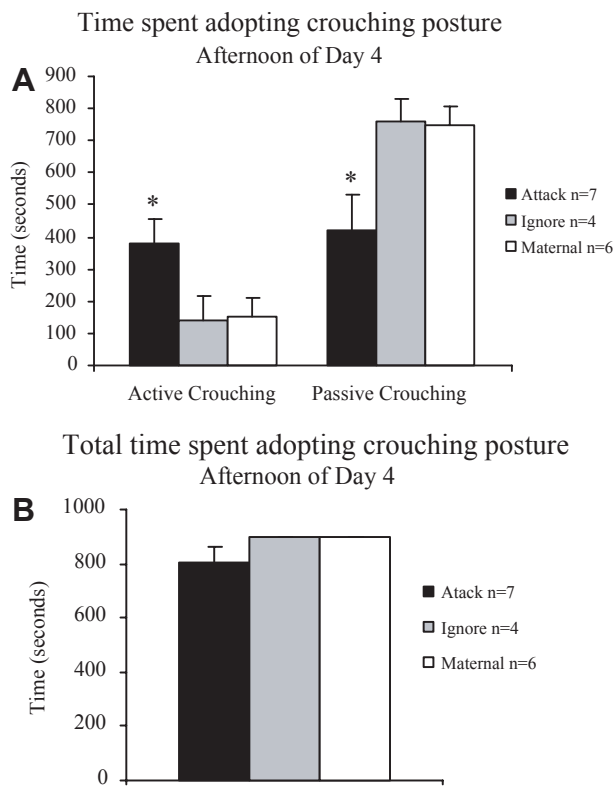 Time spent adopting crouching posture
Afternoon of Day 4
A
900
800
700
600
500
400
300
200
100
0
Time (seconds)
*
*
Active Crouching
Passive Crouching
Attack n=7
Ignore n=4
Maternal n=6
Total time spent adopting crouching posture
Afternoon of Day 4
B
1000
800
600
400
200
0
Time (seconds)
Atack n=7
Ignore n=4
Maternal n=6